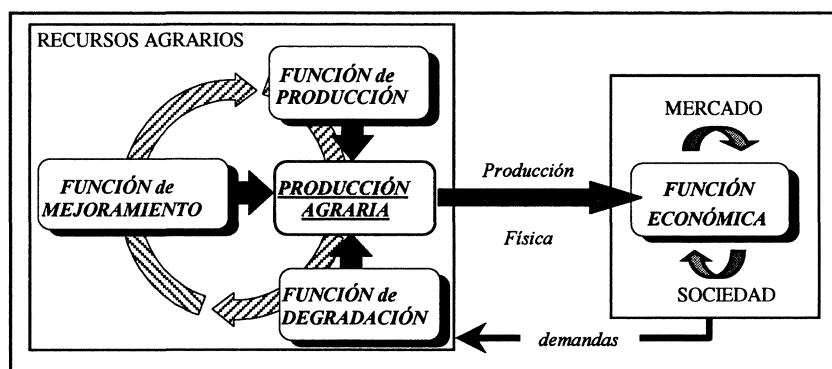 RECURSOS AGRARIOS
FUNCIÓN de
PRODUCCIÓN
FUNCIÓN de
MEJORAMIENTO
PRODUCCIÓN
AGRARIA
FUNCIÓN de
DEGRADACIÓN
Producción
Física
MERCADO
FUNCIÓN
ECONÓMICA
SOCIEDAD
demandas